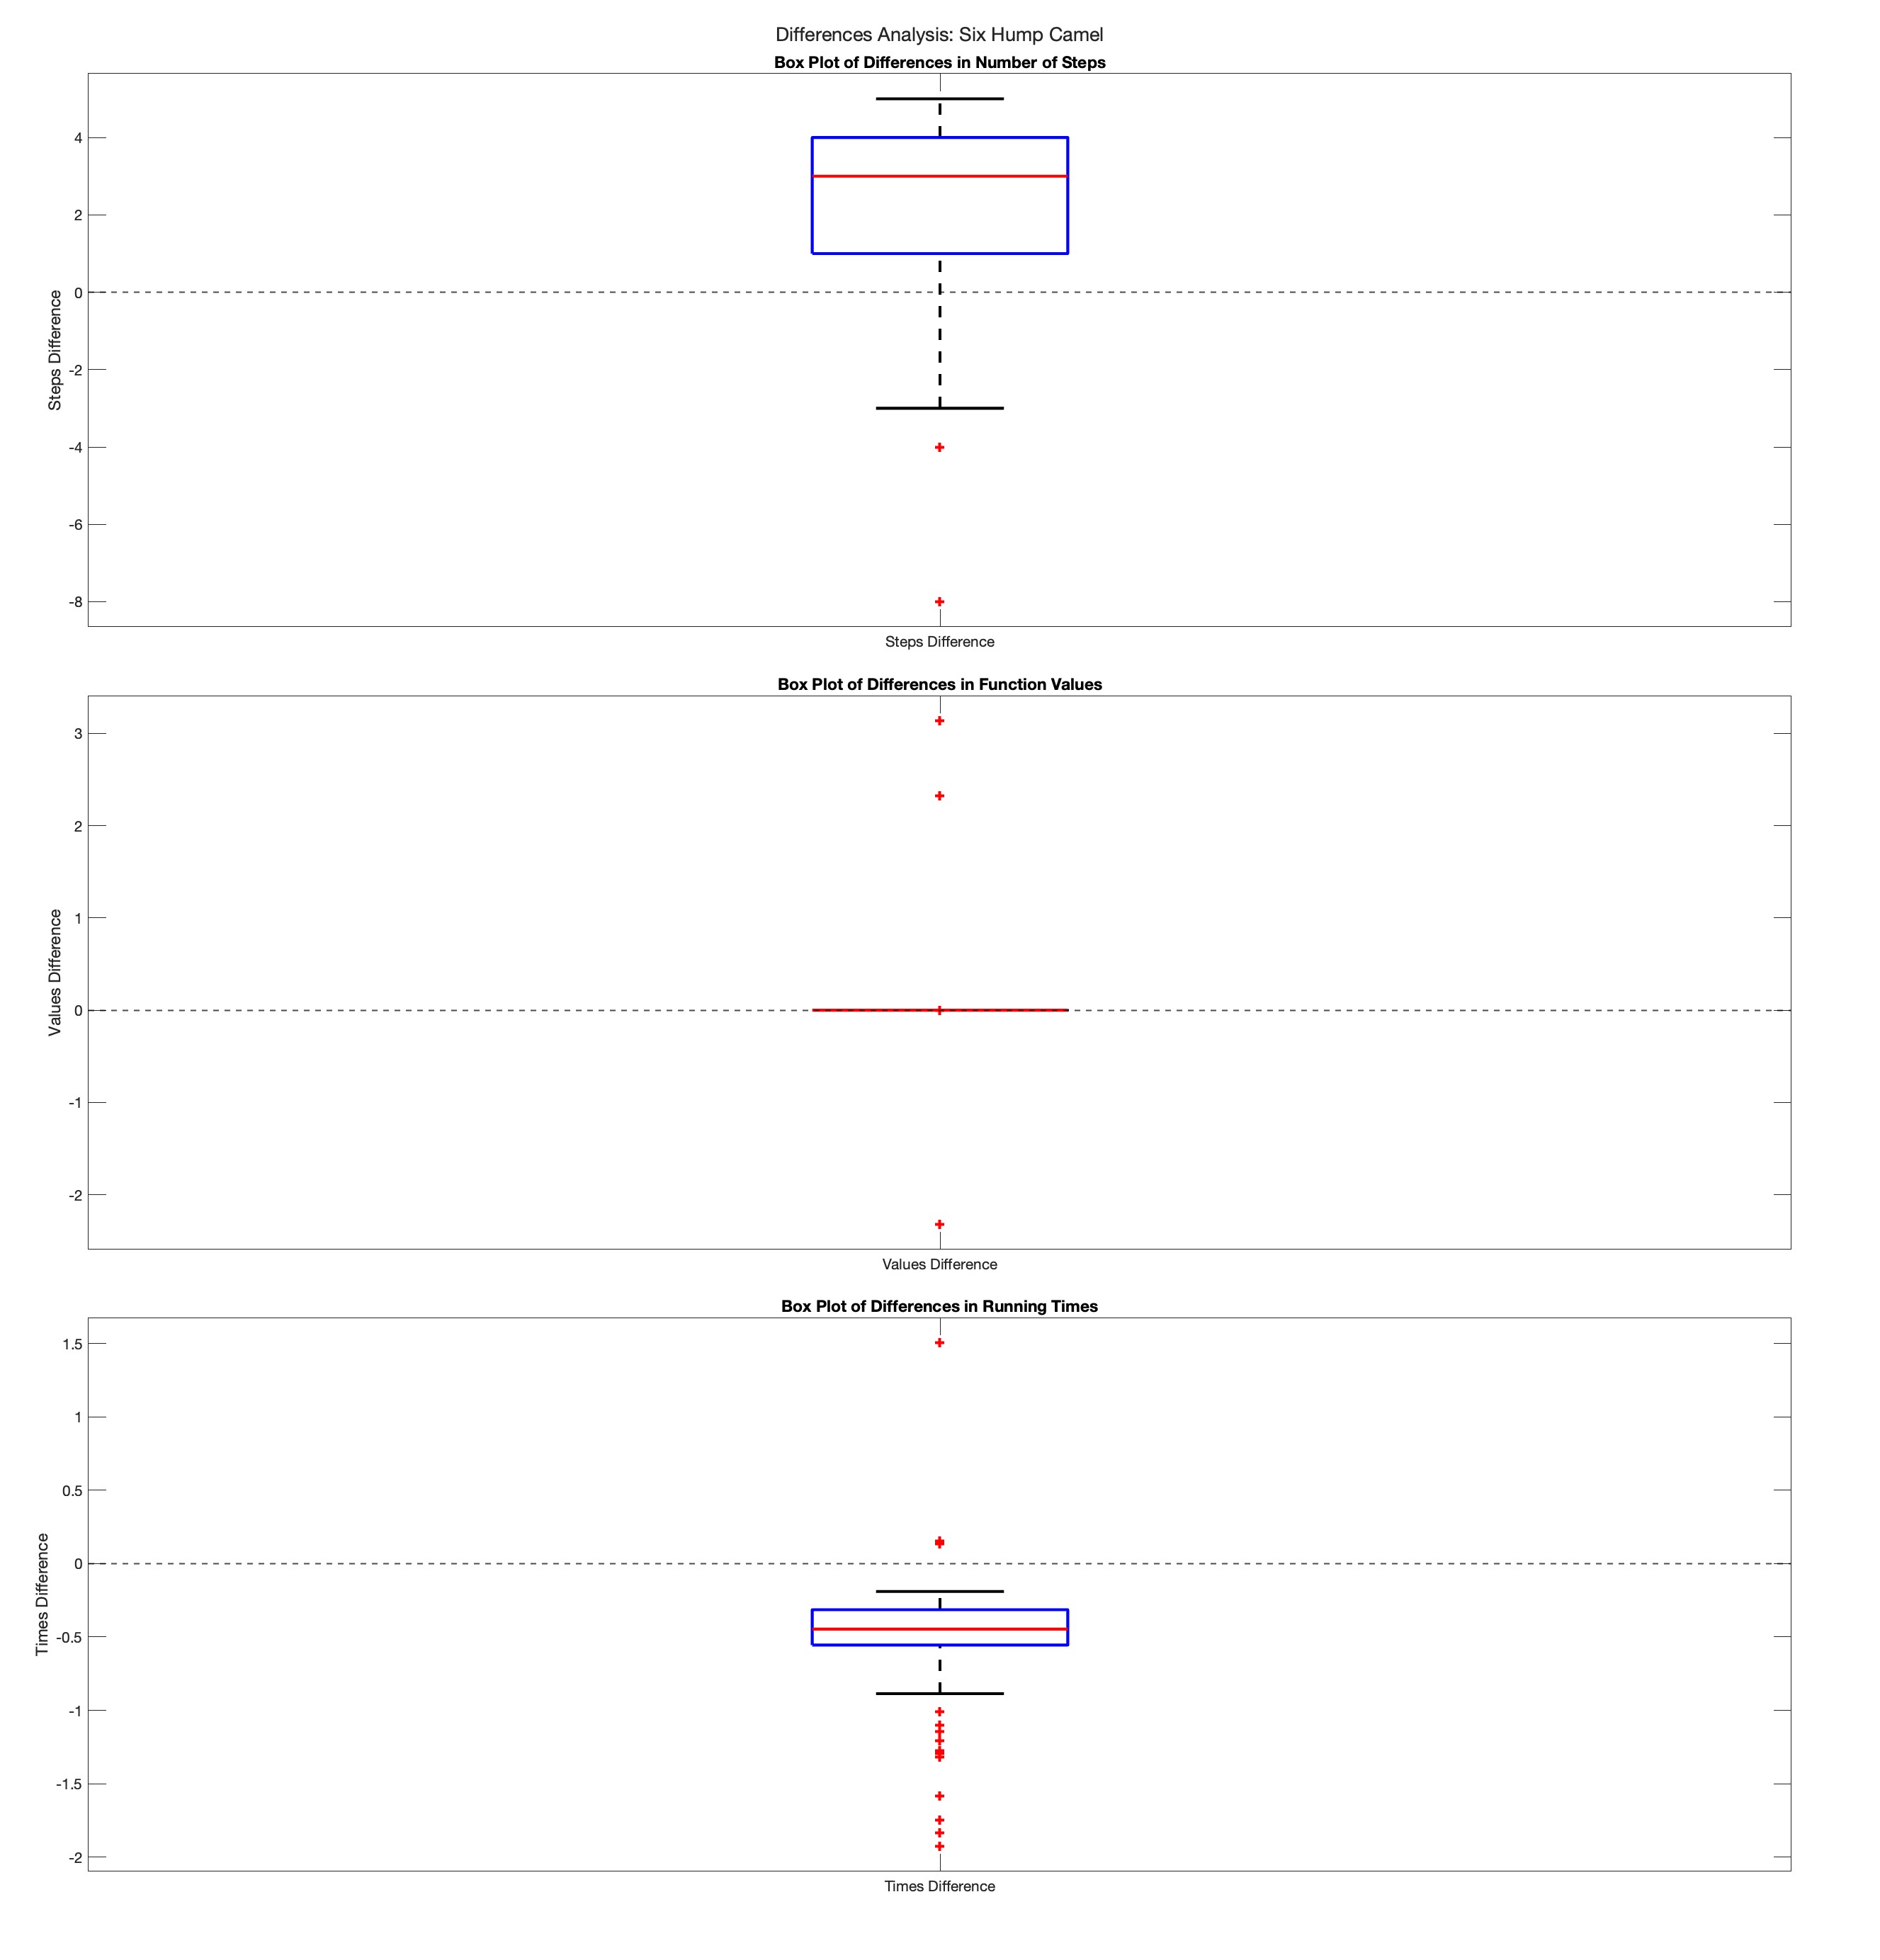 Differences Analysis: Six Hump Camel
Box Plot of Differences in Number of Steps
4
2
0
-2
-4
-6
-8
Steps Difference
Steps Difference
Box Plot of Differences in Function Values
3
2
1
0
-1
-2
Values Difference
Values Difference
Box Plot of Differences in Running Times
1.5
1
0.5
0
-0.5
-1
-1.5
-2
Times Difference
Times Difference